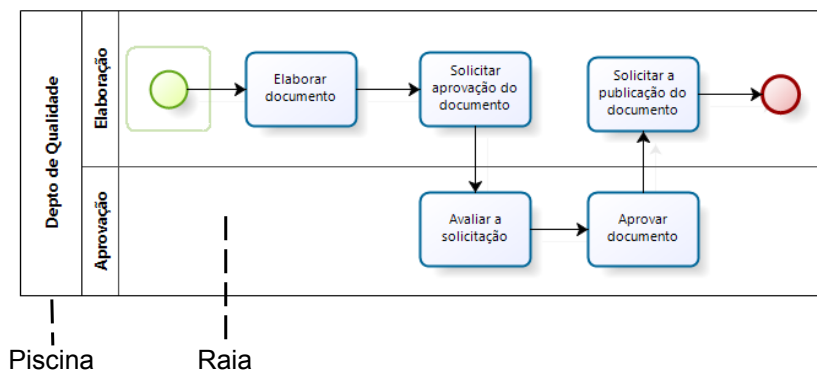 Depto de Qualidade
Elaboração
Elaborar
documento
Solicitar
aprovação do
documento
Solicitar a
publicação do
documento
Aprovação
Avaliar a
solicitação
Aprovar
documento
Piscina
Raia